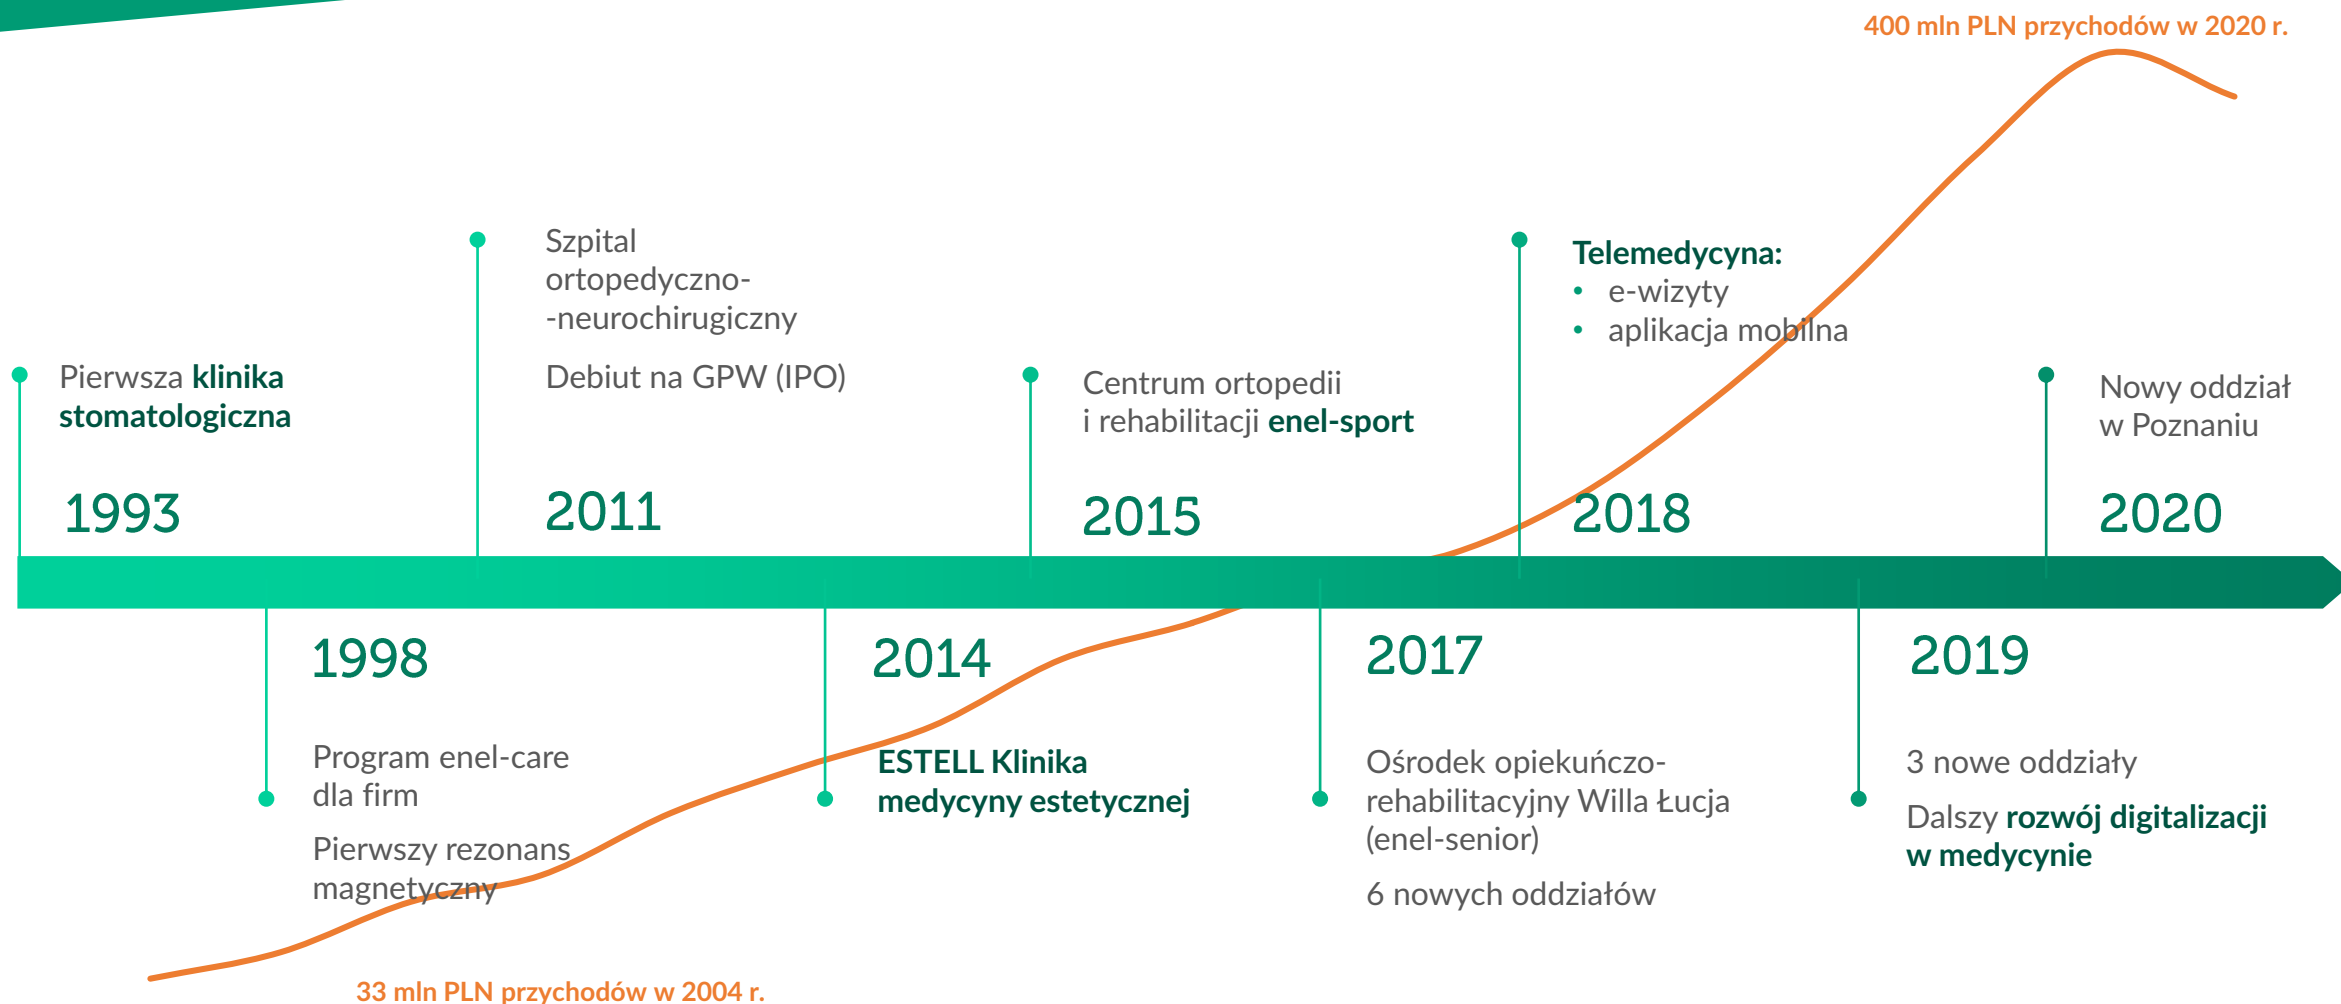 400 mln PLN przychodów w 2020 r.
Pierwsza klinika
stomatologiczna
1993
Szpital
ortopedyczno-
-neurochirugiczny
Debiut na GPW (IPO)
2011
Centrum ortopedii
i rehabilitacji enel-sport
2015
Telemedycyna:
• e-wizyty
• aplikacja mobilna
2018
Nowy oddział
w Poznaniu
2020
1998
Program enel-care
dla firm
Pierwszy rezonans
magnetyczny
2014
ESTELL Klinika
medycyny estetycznej
2017
Ośrodek opiekuńczo-
rehabilitacyjny Willa Łucja
(enel-senior)
6 nowych oddziałów
2019
3 nowe oddziały
Dalszy rozwój digitalizacji
w medycynie
33 mln PLN przychodów w 2004 r.